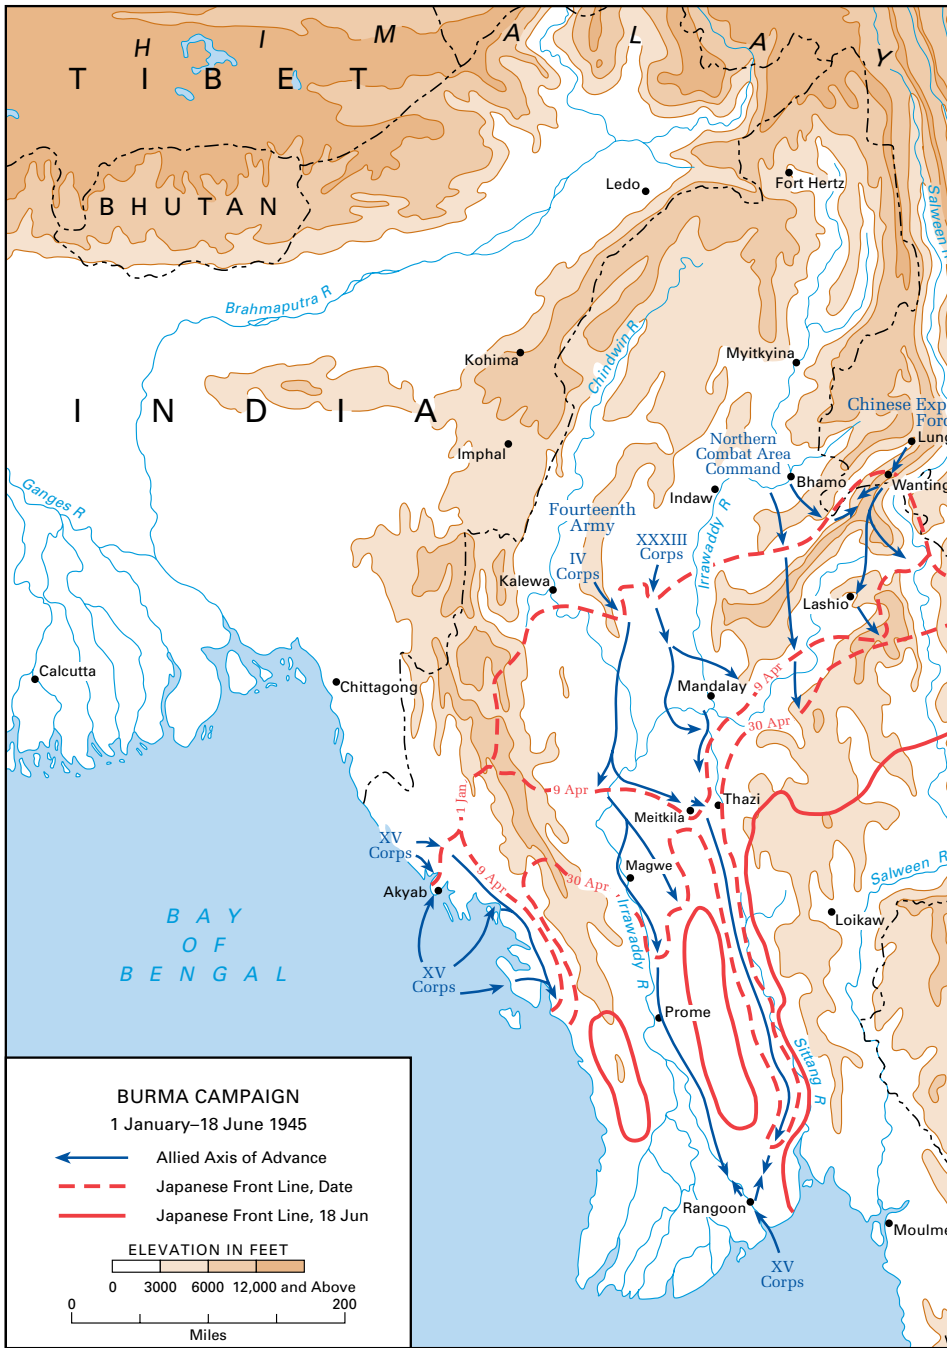 H I M A L A Y
T I B E T
B H U T A N
Ledo
Fort Hertz
Salween R
Brahmaputra R
Chindwin R
Kohima
Myitkyina
I N D I A
Chinese Exp
Forc
Lung
Imphal
Northern
Combat Area
Command
Bhamo
Wanting
Indaw
Ganges R
Fourteenth
Army
XXXIII
Corps
IV
Corps
Irrawaddy R
Kalewa
Lashio
Calcutta
Chittagong
Mandalay
9 Apr
30 Apr
1 Jan
9 Apr
Meitkila
Thazi
XV
Corps
9 Apr
30 Apr
Magwe
Akyab
Salween R
Loikaw
B A Y
O F
B E N G A L
XV
Corps
Irrawaddy R
Prome
Sittang R
Rangoon
Moulme
XV
Corps
BURMA CAMPAIGN
1 January–18 June 1945
Allied Axis of Advance
Japanese Front Line, Date
Japanese Front Line, 18 Jun
ELEVATION IN FEET
0 3000 6000 12,000 and Above
0 200
Miles